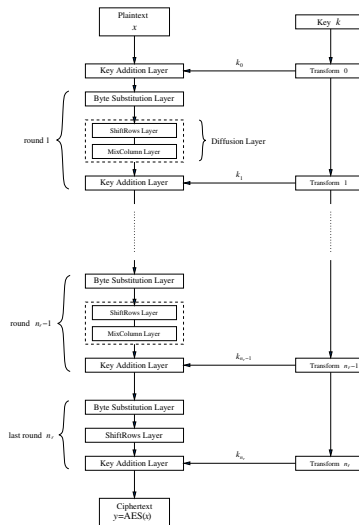 Plaintext
x
Key k
Key Addition Layer
k₀
Transform 0
Byte Substitution Layer
ShiftRows Layer
MixColumn Layer
round 1
Diffusion Layer
Key Addition Layer
k₁
Transform 1
Byte Substitution Layer
ShiftRows Layer
MixColumn Layer
round nᵣ−1
Key Addition Layer
kₙᵣ₋₁
Transform nᵣ−1
Byte Substitution Layer
last round nᵣ
ShiftRows Layer
Key Addition Layer
kₙᵣ
Transform nᵣ
Ciphertext
y=AES(x)